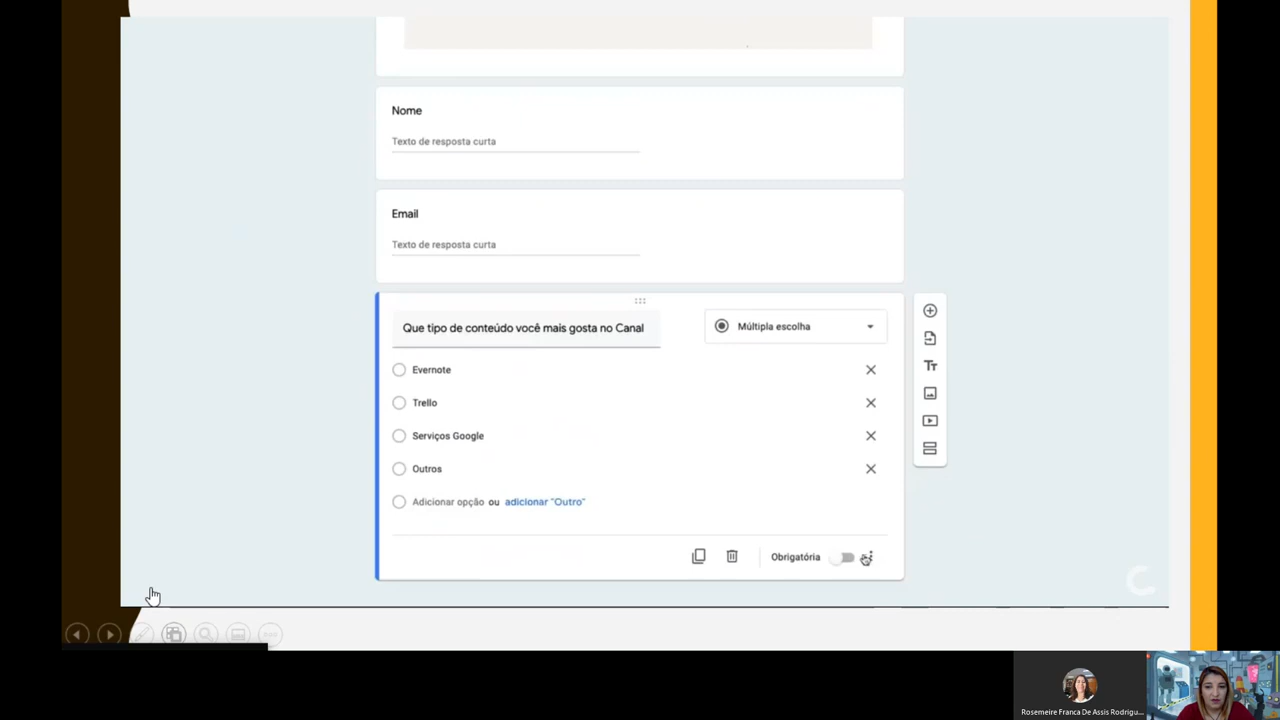 Nome
Texto de resposta curta
Email
Texto de resposta curta
Que tipo de conteúdo você mais gosta no Canal
Múltipla escolha
Evernote
Trello
Serviços Google
Outros
Adicionar opção ou adicionar "Outro"
Obrigatória
Rosemeire Franca De Assis Rodrigu...